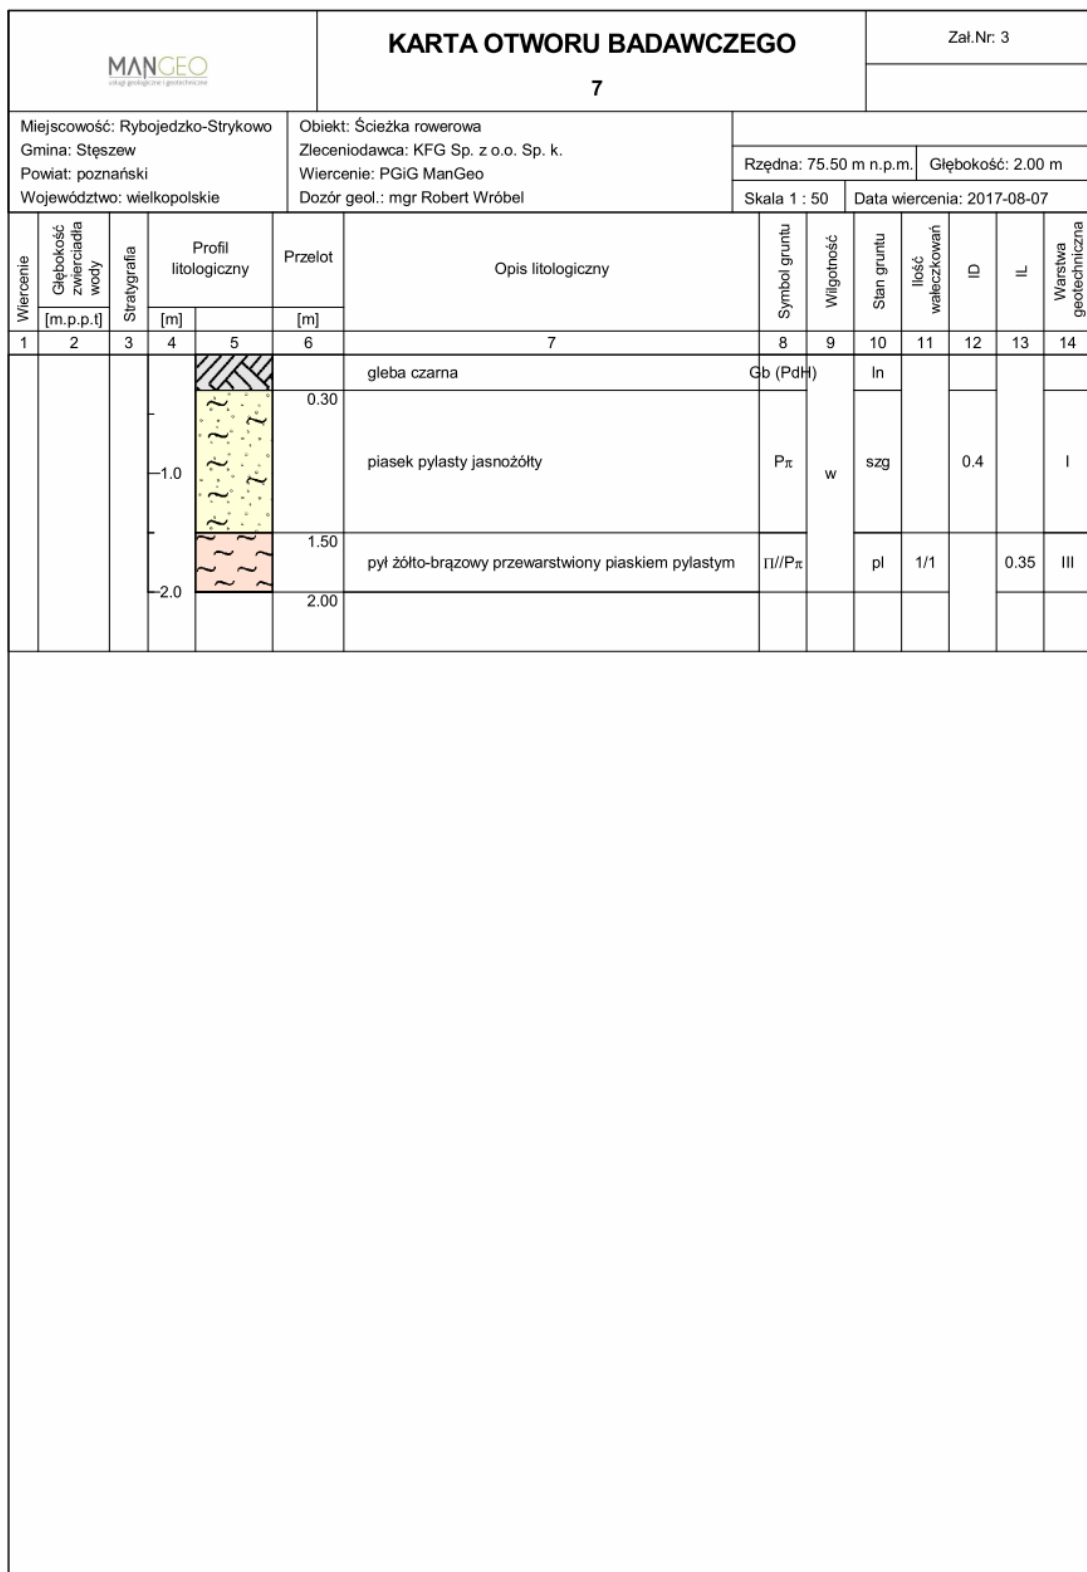 MANGEO
usługi geologiczne i geotechniczne
KARTA OTWORU BADAWCZEGO
7
Zał.Nr: 3
Miejscowość: Rybojedzko-Strykowo
Gmina: Stęszew
Powiat: poznański
Województwo: wielkopolskie
Obiekt: Ścieżka rowerowa
Zleceniodawca: KFG Sp. z o.o. Sp. k.
Wiercenie: PGiG ManGeo
Dozór geol.: mgr Robert Wróbel
Rzędna: 75.50 m n.p.m. Głębokość: 2.00 m
Skala 1 : 50 Data wiercenia: 2017-08-07
Wiercenie
Głębokość
zwierciadła
wody
[m.p.p.t]
Stratygrafia
Profil
litologiczny
[m]
Przelot
[m]
Opis litologiczny
Symbol gruntu
Wilgotność
Stan gruntu
Ilość
wałeczkowań
ID
IL
Warstwa
geotechniczna
1 2 3 4 5 6 7 8 9 10 11 12 13 14
gleba czarna Gb (PdH) ln
0.30
-1.0 piasek pylasty jasnożółty Pπ w szg 0.4 I
1.50
pył żółto-brązowy przewarstwiony piaskiem pylastym Π//Pπ pl 1/1 0.35 III
-2.0
2.00